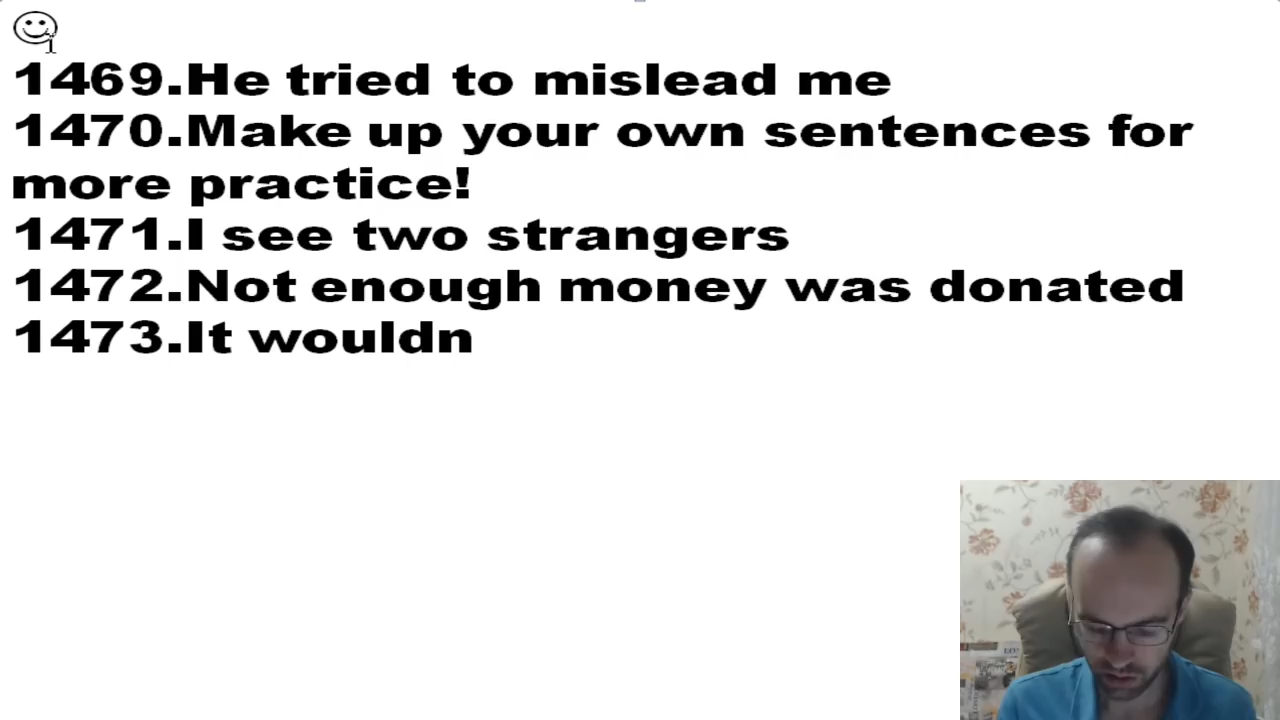 1469.He tried to mislead me
1470.Make up your own sentences for
more practice!
1471.I see two strangers
1472.Not enough money was donated
1473.It wouldn